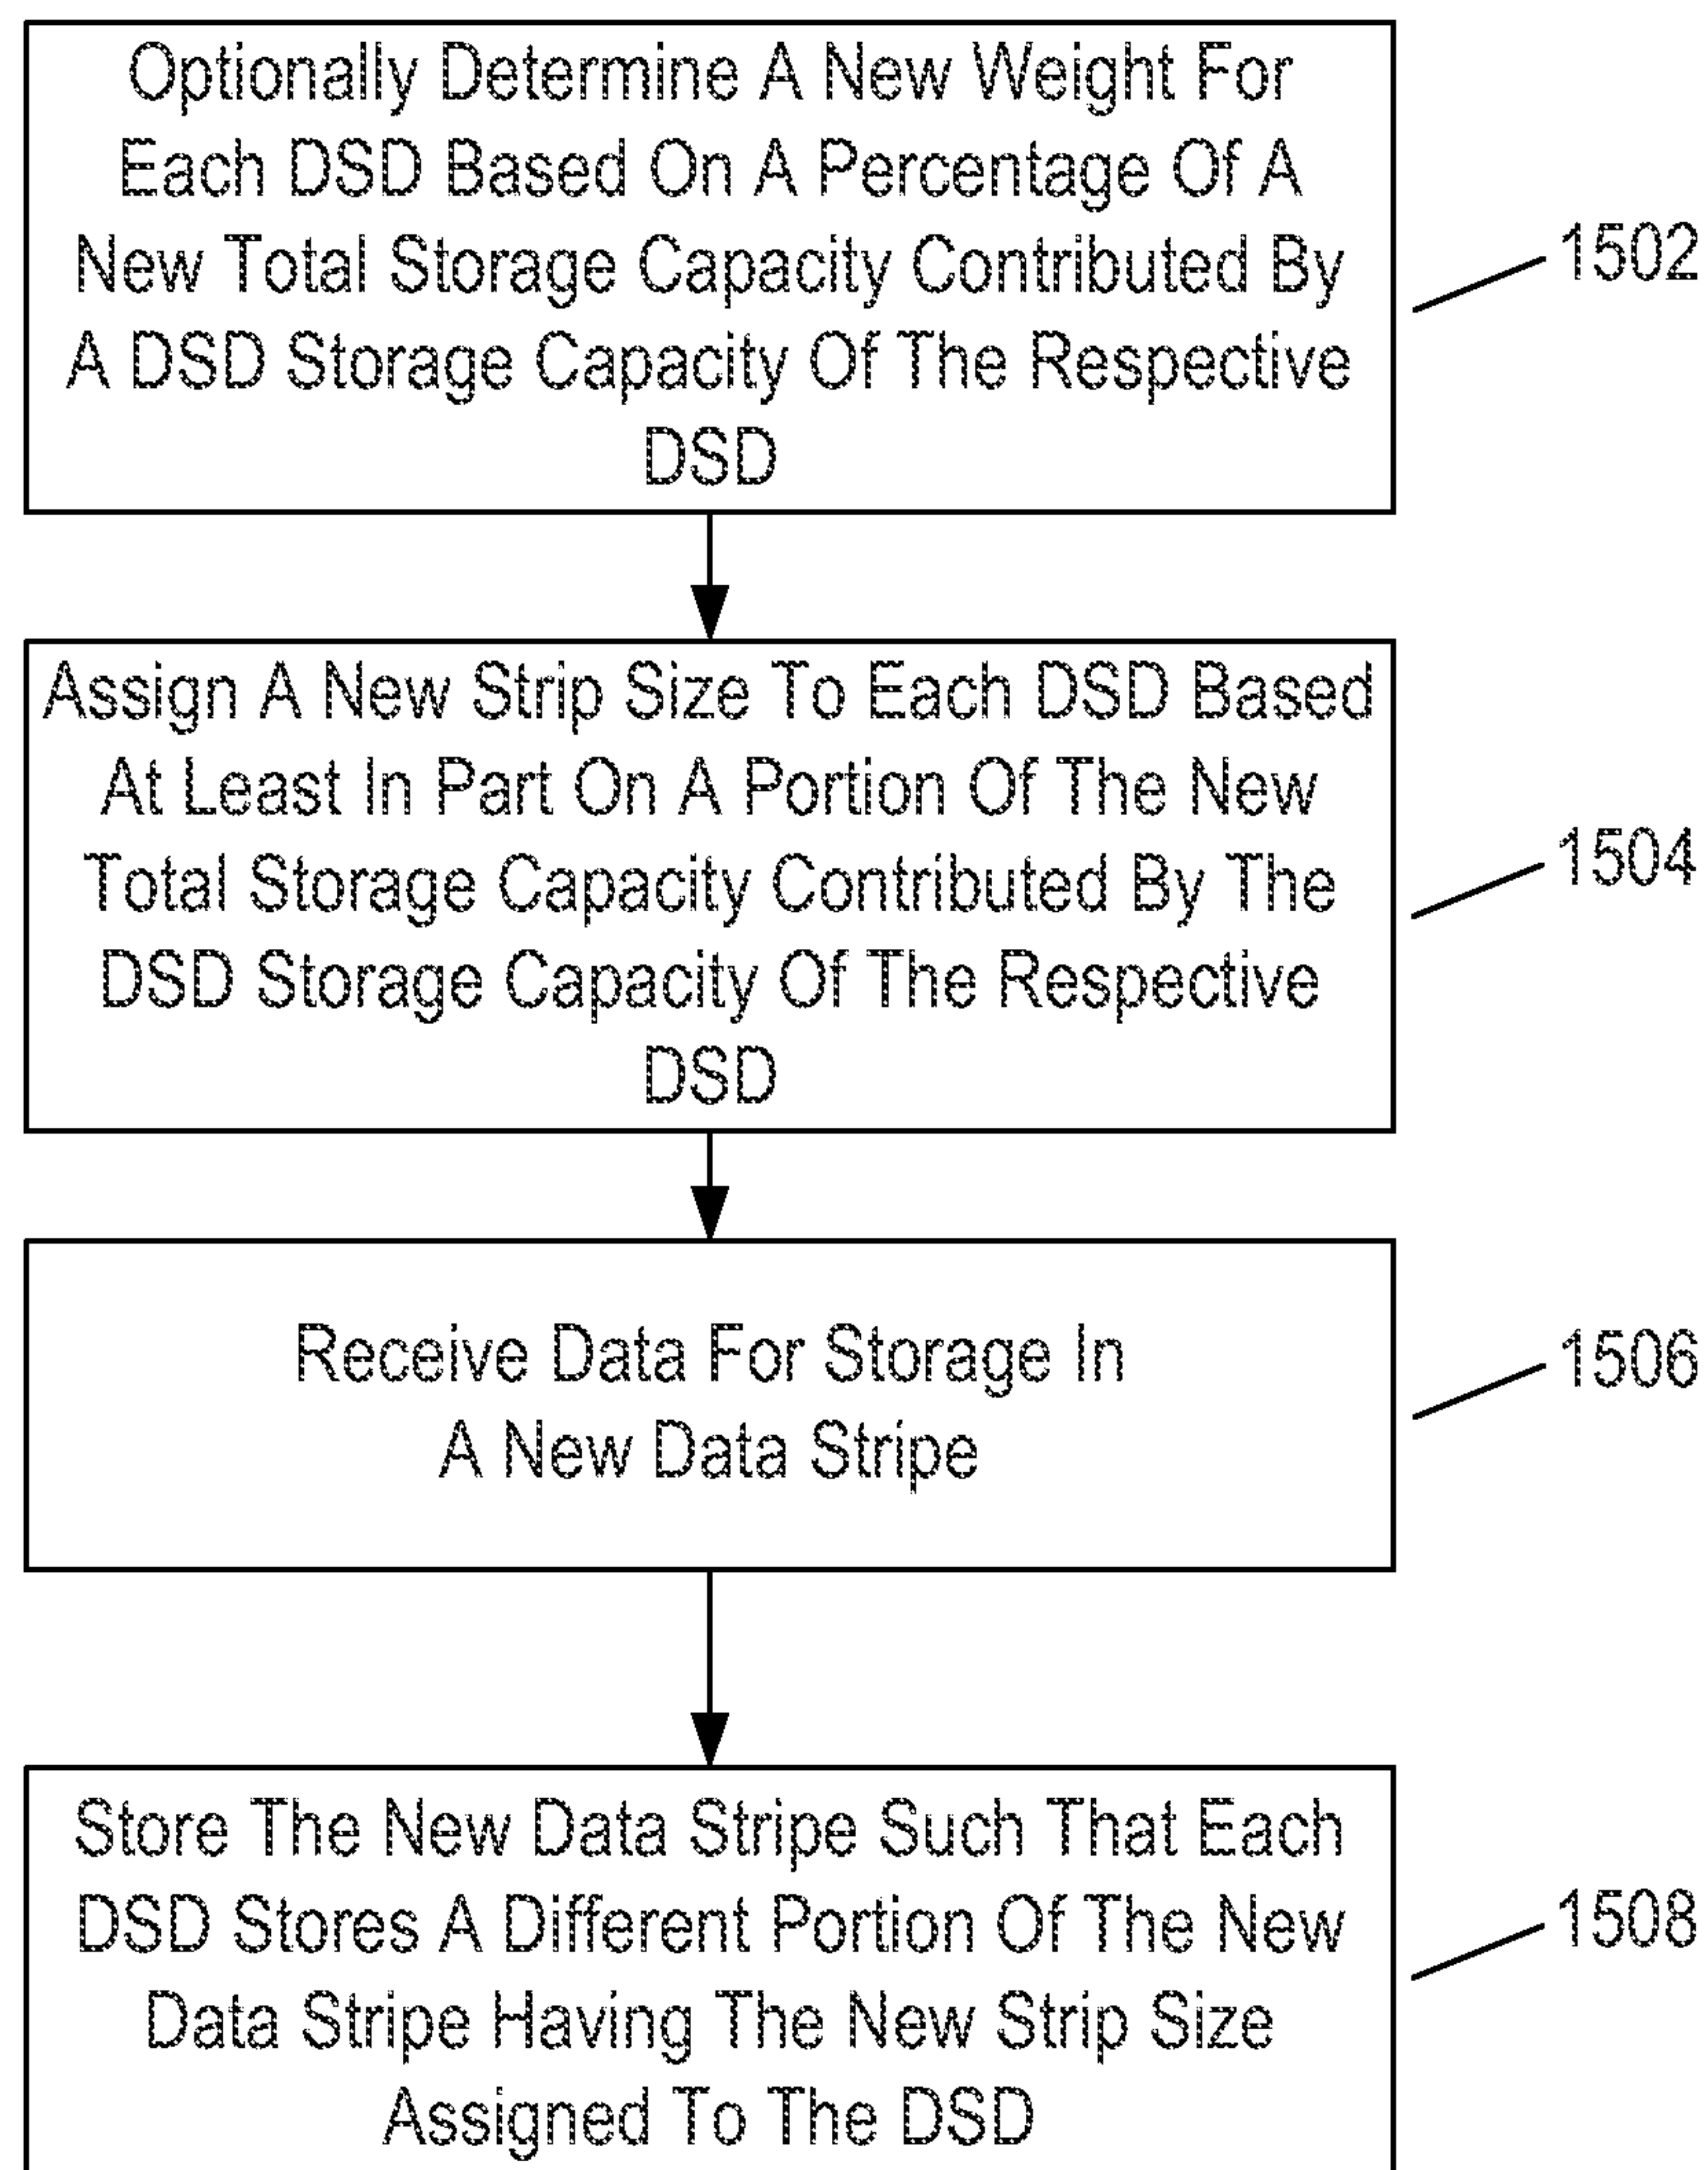 Optionally Determine A New Weight For
Each DSD Based On A Percentage Of A
New Total Storage Capacity Contributed By
A DSD Storage Capacity Of The Respective
DSD
1502
Assign A New Strip Size To Each DSD Based
At Least In Part On A Portion Of The New
Total Storage Capacity Contributed By The
DSD Storage Capacity Of The Respective
DSD
1504
Receive Data For Storage In
A New Data Stripe
1506
Store The New Data Stripe Such That Each
DSD Stores A Different Portion Of The New
Data Stripe Having The New Strip Size
Assigned To The DSD
1508